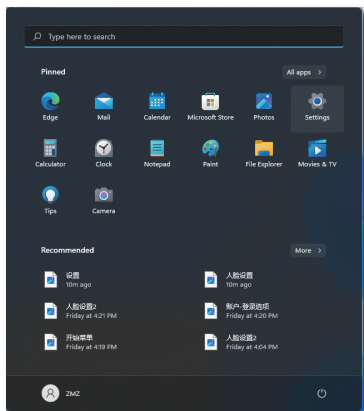 Type here to search
Pinned
All apps >
Edge
Mail
Calendar
Microsoft Store
Photos
Settings
Calculator
Clock
Notepad
Paint
File Explorer
Movies & TV
Tips
Camera
Recommended
More >
设置
10m ago
人脸设置
10m ago
人脸设置2
Friday at 4:21 PM
账户-登录选项
Friday at 4:20 PM
开始菜单
Friday at 4:19 PM
人脸设置2
Friday at 4:04 PM
ZMZ